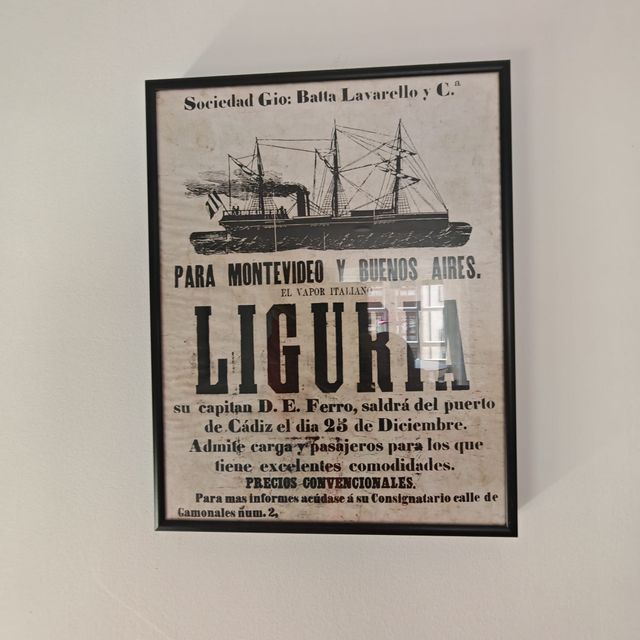 Sociedad Gio: Batta Lavarello y C.ª
PARA MONTEVIDEO Y BUENOS AIRES.
EL VAPOR ITALIANO
LIGURIA
su capitan D. E. Ferro, saldrá del puerto
de Cádiz el dia 25 de Diciembre.
Admite carga y pasajeros para los que
tiene excelentes comodidades.
PRECIOS CONVENCIONALES.
Para mas informes acúdase á su Consignatario calle de
Gamonales ñum. 2,